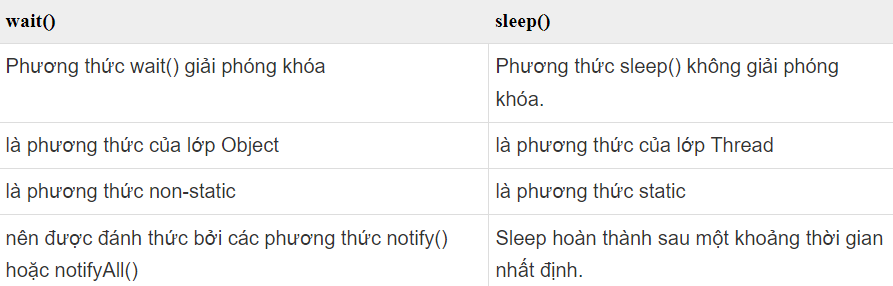 wait() sleep()
Phương thức wait() giải phóng khóa
Phương thức sleep() không giải phóng
khóa.
là phương thức của lớp Object
là phương thức của lớp Thread
là phương thức non-static
là phương thức static
nên được đánh thức bởi các phương thức notify()
hoặc notifyAll()
Sleep hoàn thành sau một khoảng thời gian
nhất định.